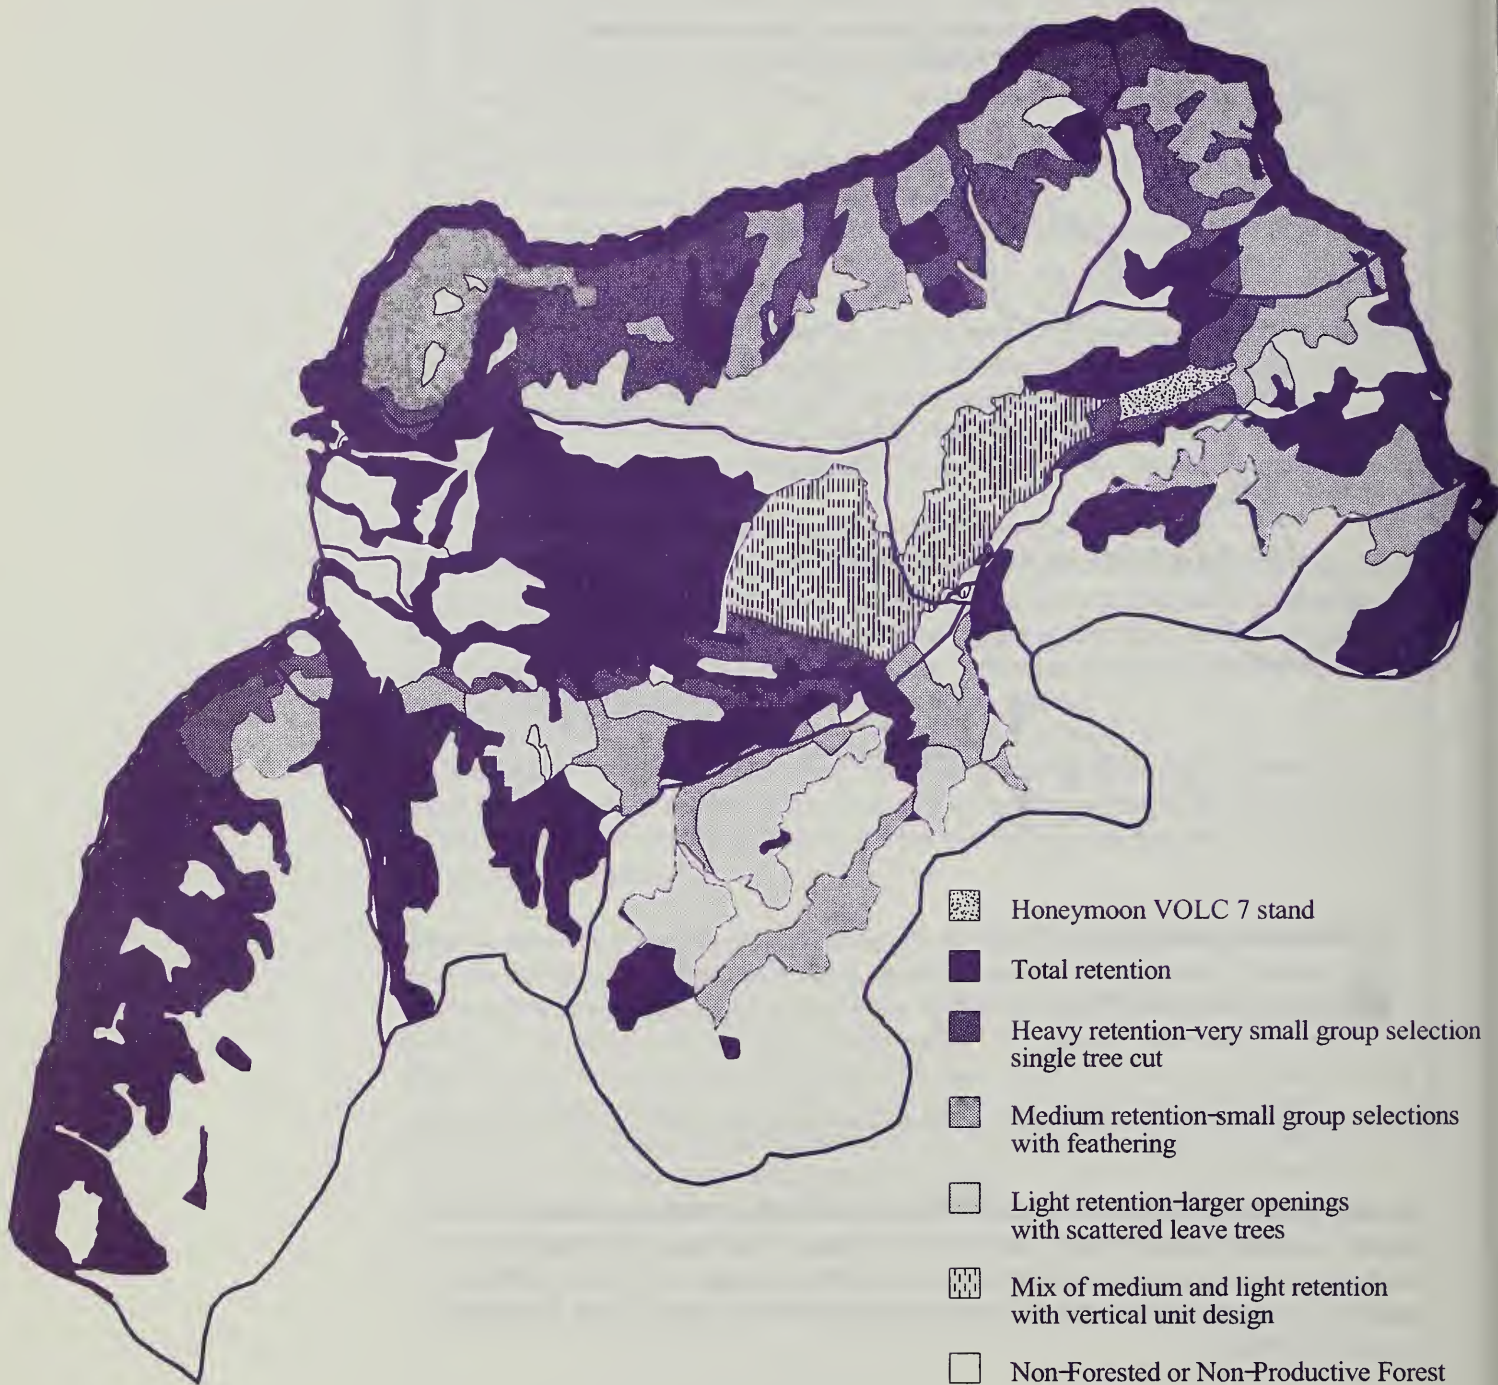 Honeymoon VOLC 7 stand
Total retention
Heavy retention-very small group selection
single tree cut
Medium retention-small group selections
with feathering
Light retention-larger openings
with scattered leave trees
Mix of medium and light retention
with vertical unit design
Non-Forested or Non-Productive Forest